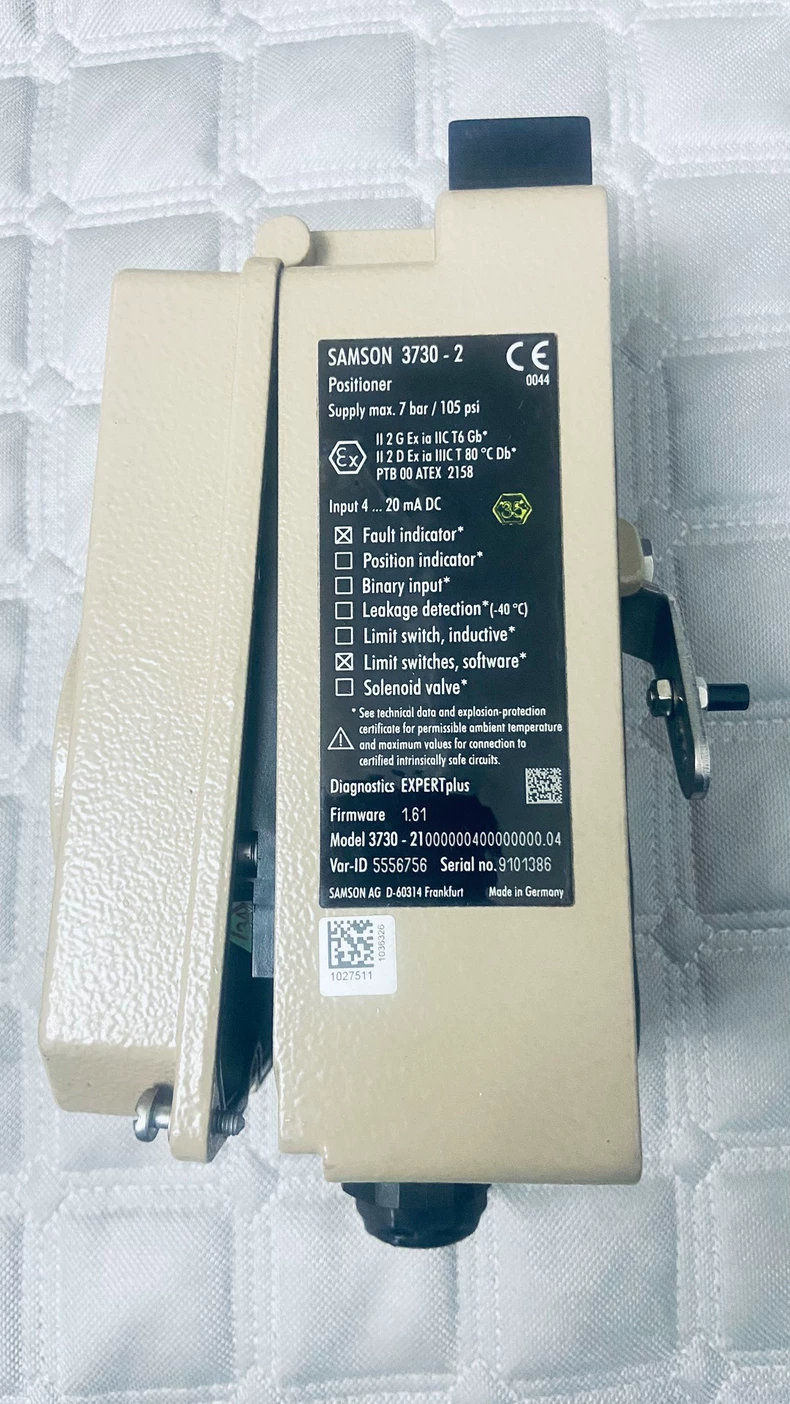 SAMSON 3730 - 2
CE
Positioner
0044
Supply max. 7 bar / 105 psi
Ex
II 2 G Ex ia IIC T6 Gb*
II 2 D Ex ia IIIC T 80 °C Db*
PTB 00 ATEX 2158
Input 4 ... 20 mA DC
☒ Fault indicator*
☐ Position indicator*
☐ Binary input*
☐ Leakage detection*(-40 °C)
☐ Limit switch, inductive*
☒ Limit switches, software*
☐ Solenoid valve*
* See technical data and explosion-protection
certificate for permissible ambient temperature
and maximum values for connection to
certified intrinsically safe circuits.
Diagnostics EXPERTplus
Firmware 1.61
Model 3730 - 21000000400000000.04
Var-ID 5556756 Serial no. 9101386
SAMSON AG D-60314 Frankfurt Made in Germany
1027511
1036326